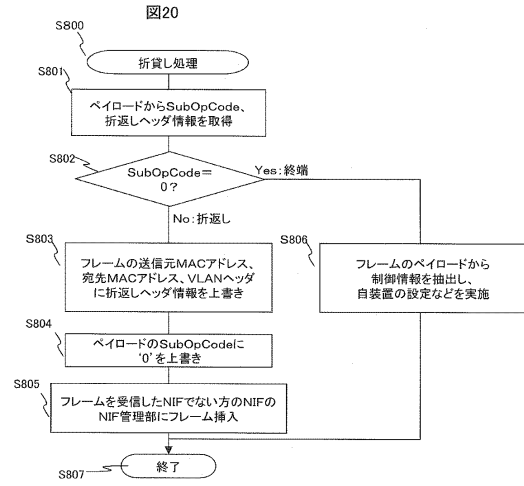 図20
S800
折貸し処理
S801
ペイロードからSubOpCode、
折返しヘッダ情報を取得
S802
SubOpCode=
0?
Yes:終端
No:折返し
S803
フレームの送信元MACアドレス、
宛先MACアドレス、VLANヘッダ
に折返しヘッダ情報を上書き
S806
フレームのペイロードから
制御情報を抽出し、
自装置の設定などを実施
S804
ペイロードのSubOpCodeに
‘0’を上書き
S805
フレームを受信したNIFでない方のNIFの
NIF管理部にフレーム挿入
S807
終了